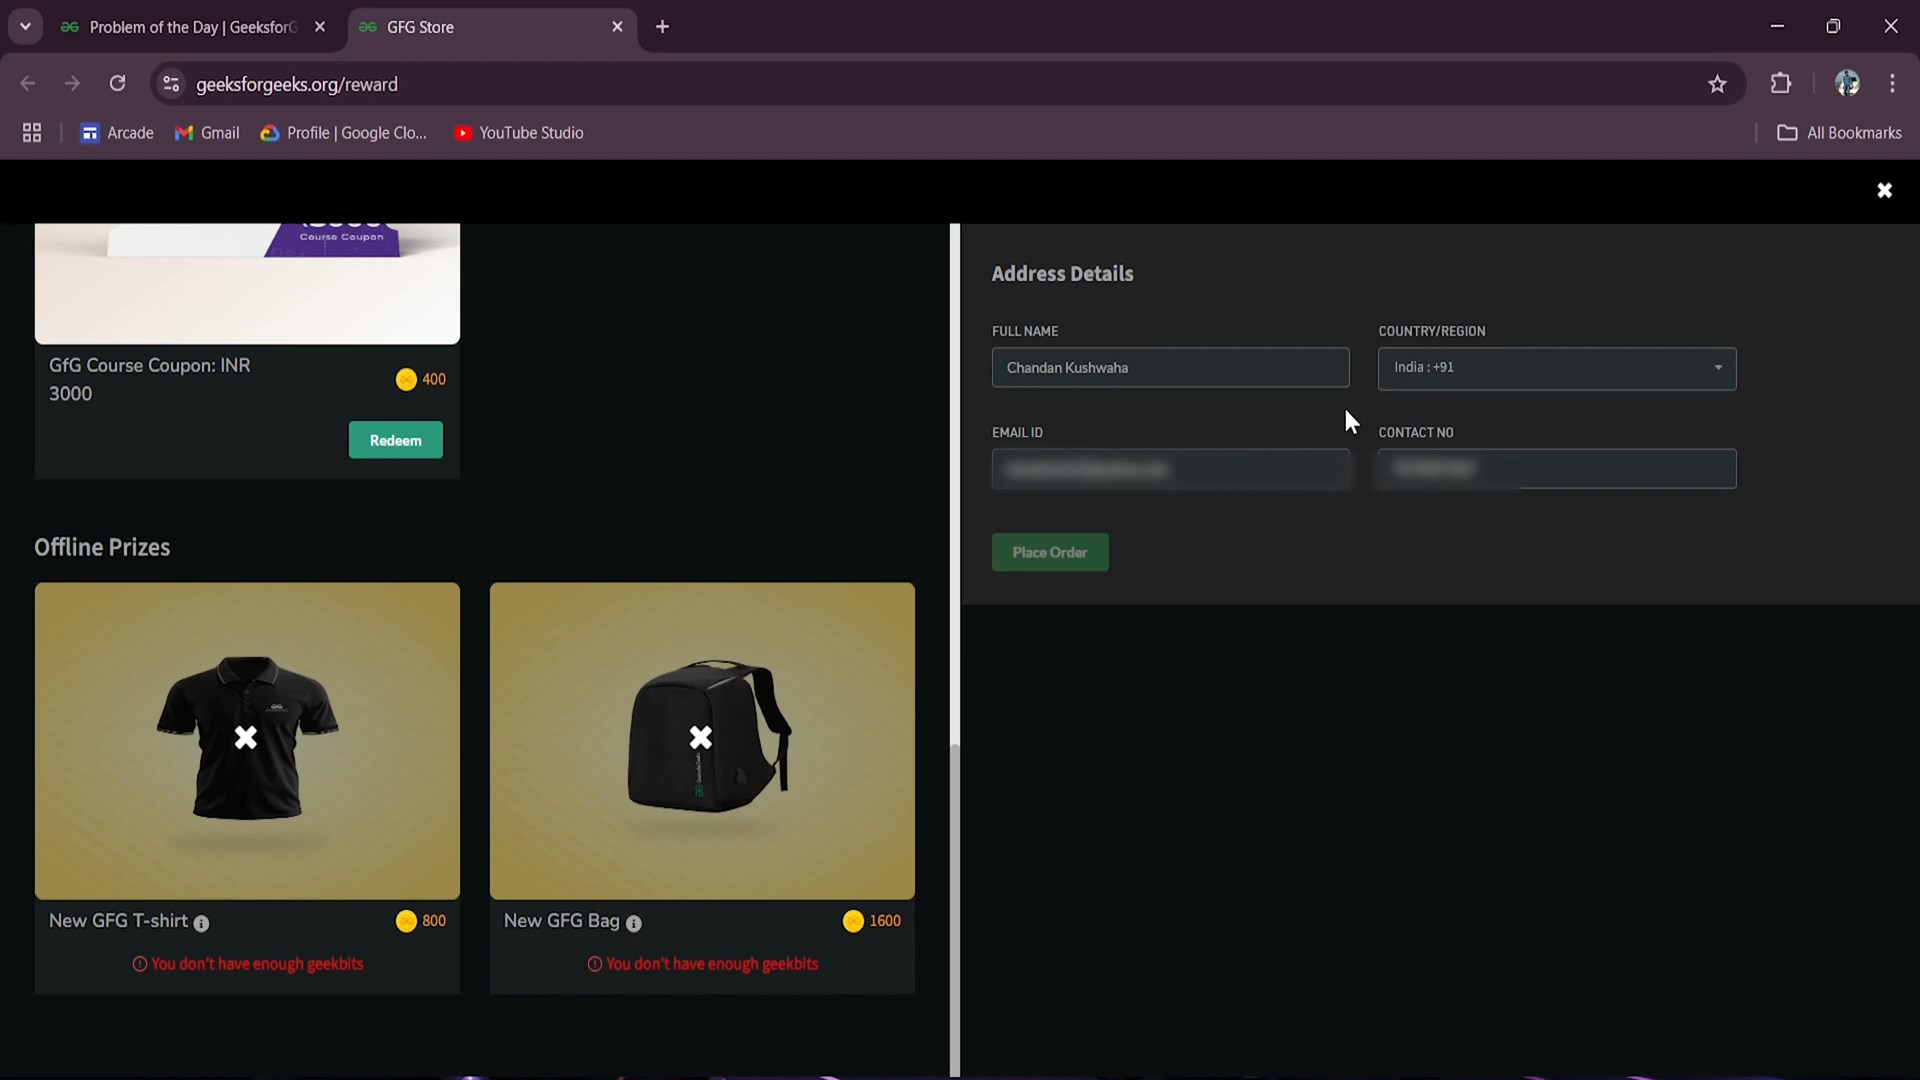 Problem of the Day | GeeksforG
GFG Store
geeksforgeeks.org/reward
Arcade
Gmail
Profile | Google Clo...
YouTube Studio
All Bookmarks
Course Coupon
GfG Course Coupon: INR
3000
400
Redeem
Offline Prizes
New GFG T-shirt
800
You don't have enough geekbits
New GFG Bag
1600
You don't have enough geekbits
Address Details
FULL NAME
COUNTRY/REGION
Chandan Kushwaha
India : +91
EMAIL ID
CONTACT NO
Place Order